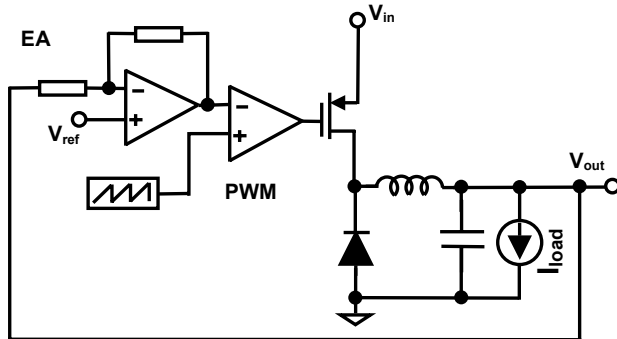 EA
V_in
−
+
V_ref
−
+
PWM
V_out
I_load